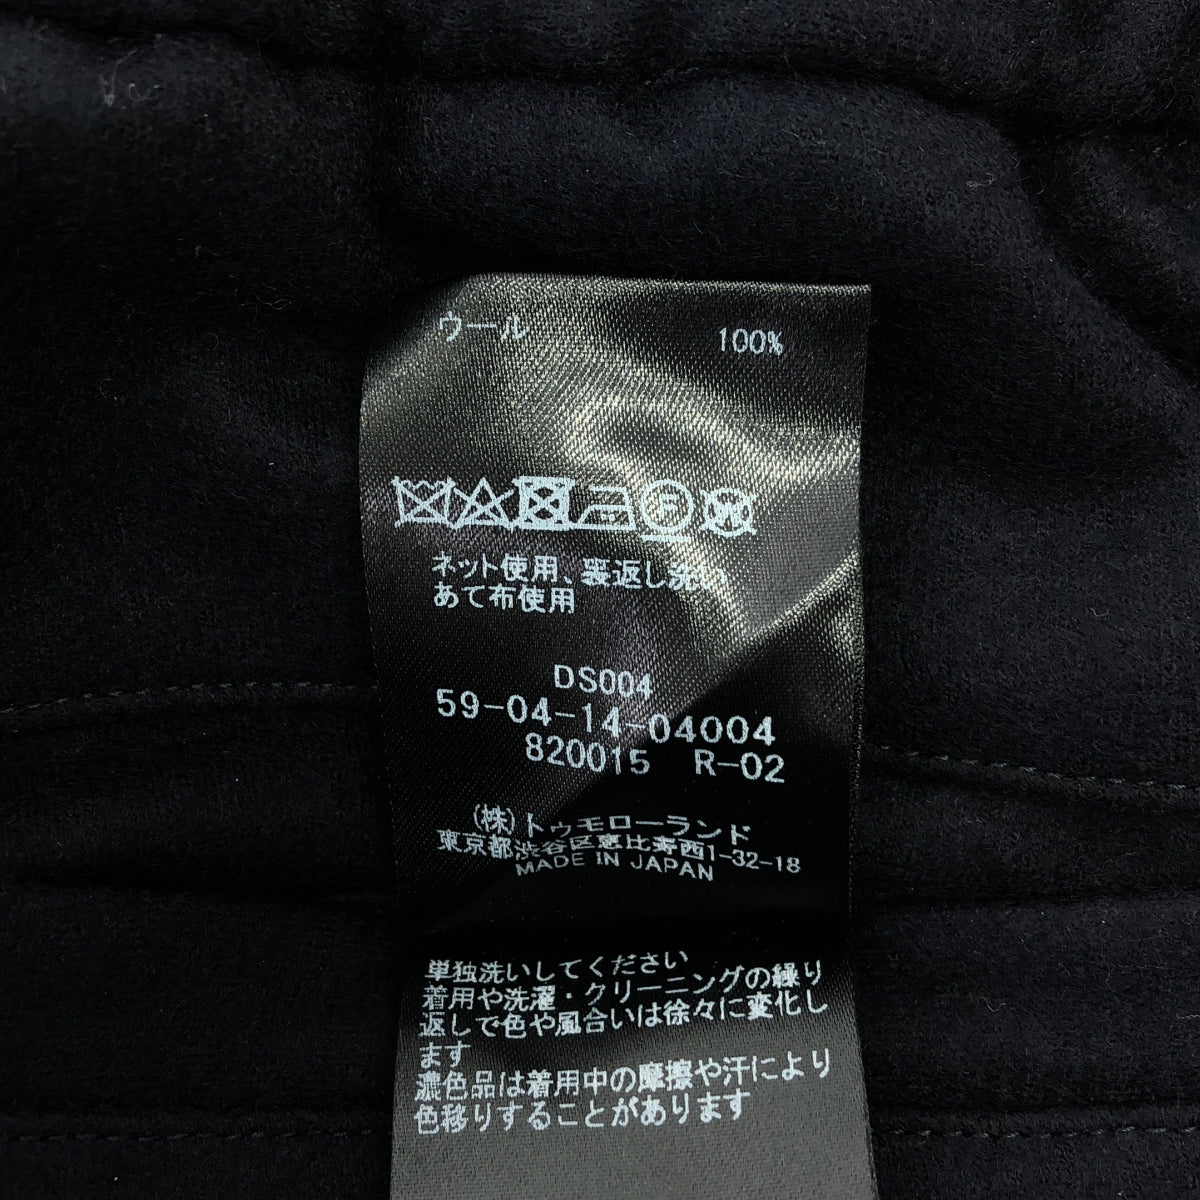 ウール 100%
F W
ネット使用、裏返し洗い
あて布使用
DS004
59-04-14-04004
820015 R-02
(株)トゥモローランド
東京都渋谷区恵比寿西1-32-18
MADE IN JAPAN
単独洗いしてください
着用や洗濯・クリーニングの繰り
返しで色や風合いは徐々に変化し
ます
濃色品は着用中の摩擦や汗により
色移りすることがあります